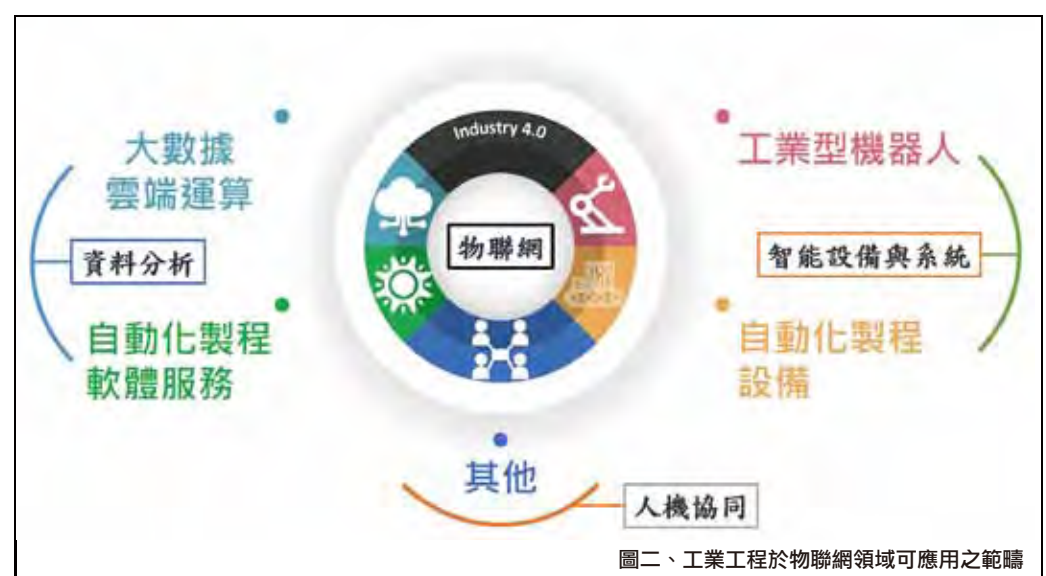 Industry 4.0
物聯網
大數據
雲端運算
資料分析
自動化製程
軟體服務
工業型機器人
智能設備與系統
自動化製程
設備
其他
人機協同
圖二、工業工程於物聯網領域可應用之範疇